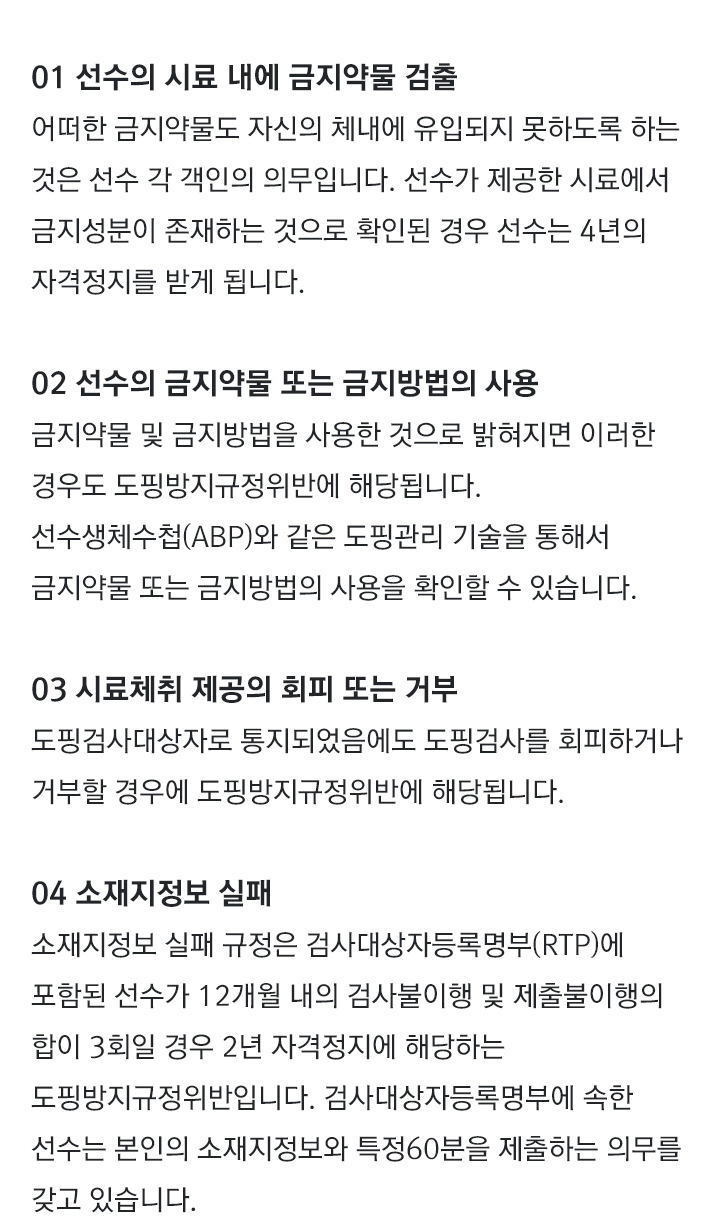 01 선수의 시료 내에 금지약물 검출
어떠한 금지약물도 자신의 체내에 유입되지 못하도록 하는
것은 선수 각 객인의 의무입니다. 선수가 제공한 시료에서
금지성분이 존재하는 것으로 확인된 경우 선수는 4년의
자격정지를 받게 됩니다.
02 선수의 금지약물 또는 금지방법의 사용
금지약물 및 금지방법을 사용한 것으로 밝혀지면 이러한
경우도 도핑방지규정위반에 해당됩니다.
선수생체수첩(ABP)와 같은 도핑관리 기술을 통해서
금지약물 또는 금지방법의 사용을 확인할 수 있습니다.
03 시료체취 제공의 회피 또는 거부
도핑검사대상자로 통지되었음에도 도핑검사를 회피하거나
거부할 경우에 도핑방지규정위반에 해당됩니다.
04 소재지정보 실패
소재지정보 실패 규정은 검사대상자등록명부(RTP)에
포함된 선수가 12개월 내의 검사불이행 및 제출불이행의
합이 3회일 경우 2년 자격정지에 해당하는
도핑방지규정위반입니다. 검사대상자등록명부에 속한
선수는 본인의 소재지정보와 특정60분을 제출하는 의무를
갖고 있습니다.